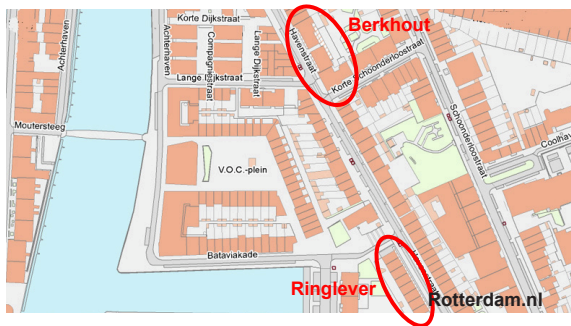 Korte Dijkstraat
Berkhout
Achterhaven
Achterhaven
Compagniestraat
Lange Dijkstraat
Havenstraat
Korte Schoonderloostraat
Lange Dijkstraat
Moutersteeg
Schoonderloostraat
Coolhav
V.O.C.-plein
Bataviakade
Ringlever
Rotterdam.nl